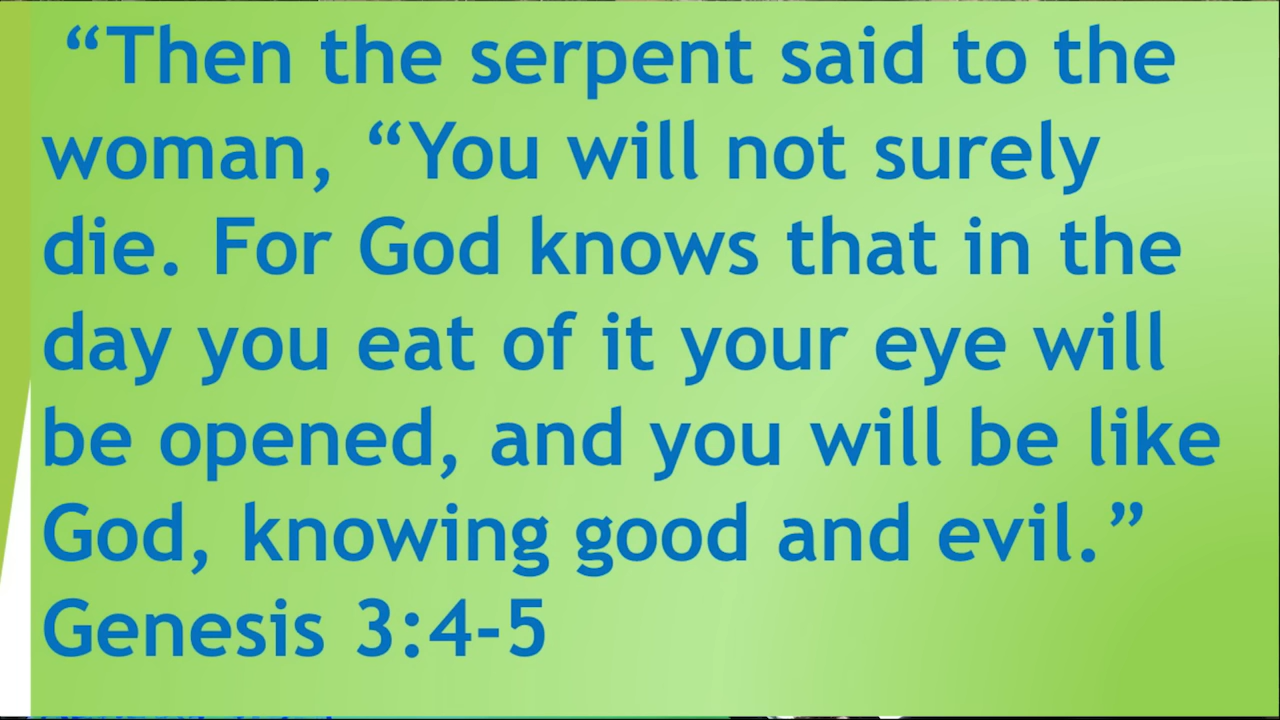 “Then the serpent said to the
woman, “You will not surely
die. For God knows that in the
day you eat of it your eye will
be opened, and you will be like
God, knowing good and evil.”
Genesis 3:4-5